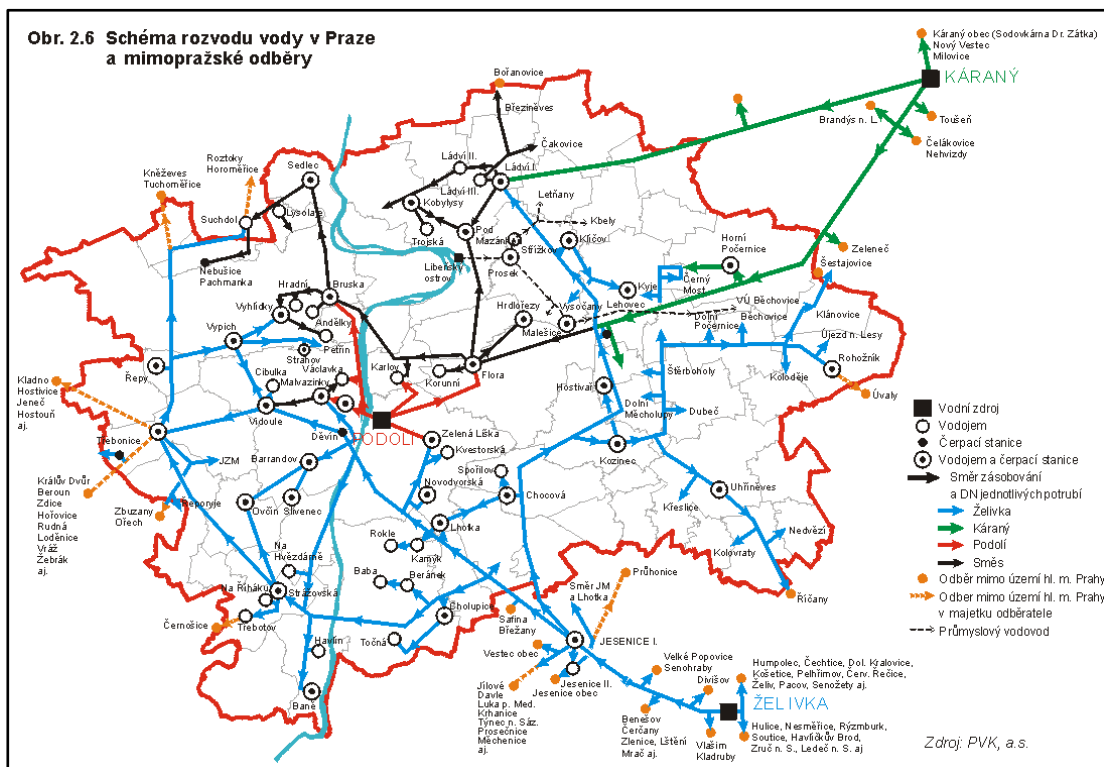 Obr. 2.6 Schéma rozvodu vody v Praze
a mimopražské odběry
Káraný obec (Sodovkárna Dr. Zátka)
Nový Vestec
Milovice
KÁRANÝ
Bořanovice
Březiněves
Brandýs n. L.
Toušeň
Čelákovice
Nehvizdy
Roztoky
Horoměřice
Kněževes
Tuchoměřice
Sedlec
Ládví II.
Čakovice
Ládví I.
Ládví III.
Kobylysy
Letňany
Suchdol
Lysolaje
Trojská
Pod
Mazánkou
Kbely
Střížkov
Klíčov
Horní
Počernice
Zeleneč
Šestajovice
Nebušice
Pachmanka
Libeňský
ostrov
Prosek
Kyje
Lehovec
Černý
Most
Hradní
Bruska
Vyhlídky
Andělky
Hrdlořezy
Vysočany
Malešice
VÚ Běchovice
Běchovice
Dolní
Počernice
Klánovice
Vypich
Petřín
Strahov
Újezd n. Lesy
Rohožník
Cibulka
Václavka
Malvazinky
Karlov
Korunní
Flora
Řepy
Koloděje
Štěrboholy
Hostivař
Úvaly
Kladno
Hostivice
Jeneč
Hostouň
aj.
Dolní
Měcholupy
Dubeč
Vidoule
Děvín
PODOLÍ
Zelená Liška
Kvestorská
Třebonice
JZM
Barrandov
Spořilov
Kozinec
Novodvorská
Chocová
Uhříněves
Králův Dvůr
Beroun
Zdice
Hořovice
Rudná
Loděnice
Vráž
Žebrák
aj.
Zbuzany
Ořech
Řeporyje
Ovčín
Slivenec
Křeslice
Nedvězí
Kolovraty
Lhotka
Rokle
Kamýk
Na
Hvězdárně
Baba
Beránek
Na Říháku
Strážovská
Směr JM
a Lhotka
Průhonice
Říčany
Cholupice
Černošice
Třebotov
Safina
Břežany
Točná
Havlín
JESENICE I.
Vestec obec
Jesenice II.
Jesenice obec
Velké Popovice
Senohraby
Divišov
Humpolec, Čechtice, Dol. Kralovice,
Košetice, Pelhřimov, Červ. Řečice,
Želiv, Pacov, Senožety aj.
ŽELIVKA
Baně
Jílové
Davle
Luka p. Med.
Krhanice
Týnec n. Sáz.
Prosečnice
Měchenice
aj.
Benešov
Čerčany
Zlenice, Lštění
Mrač aj.
Vlašim
Kladruby
Hulice, Nesměřice, Rýzmburk,
Soutice, Havlíčkův Brod,
Zruč n. S., Ledeč n. S. aj
Vodní zdroj
Vodojem
Čerpací stanice
Vodojem a čerpací stanice
Směr zásobování
a DN jednotlivých potrubí
Želivka
Káraný
Podolí
Směs
Odběr mimo území hl. m. Prahy
Odber mimo území hl. m. Prahy
v majetku odběratele
Průmyslový vodovod
Zdroj: PVK, a.s.